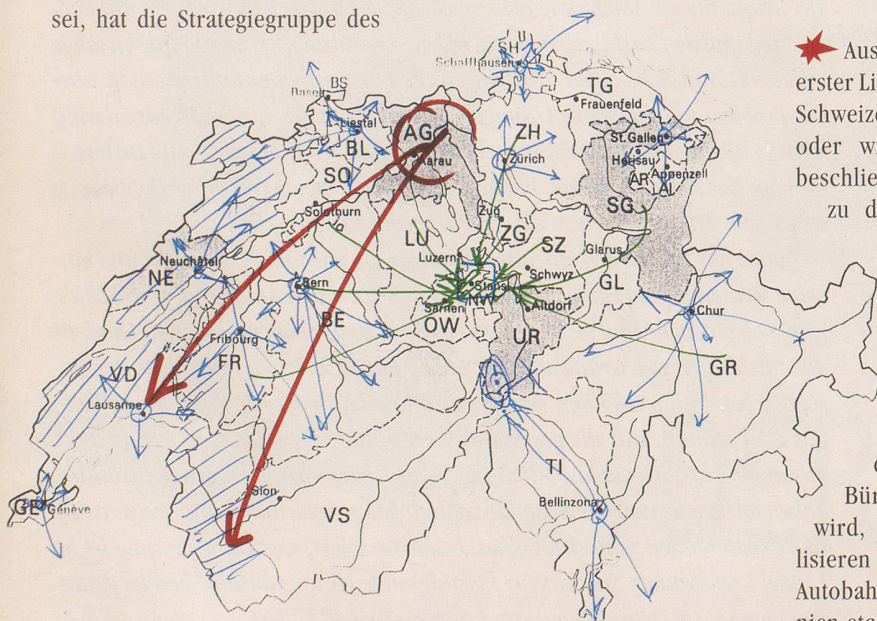 sei, hat die Strategiegruppe des
SH
Schaffhausen
BS
Basel
TG
Frauenfeld
Liestal
BL
AG
Aarau
ZH
Zürich
St.Gallen
Herisau
AR
Appenzell
AI
SO
Solothurn
SG
Zug
ZG
LU
Luzern
SZ
Schwyz
Glarus
GL
Neuchâtel
NE
Bern
BE
Stans
NW
Sarnen
OW
Altdorf
UR
Chur
GR
Fribourg
FR
VD
Lausanne
GE
Genève
Sion
VS
TI
Bellinzona
Aus
erster Li
Schweize
oder wi
beschlie
zu d
Bür
wird,
lisieren
Autobah
nien etc